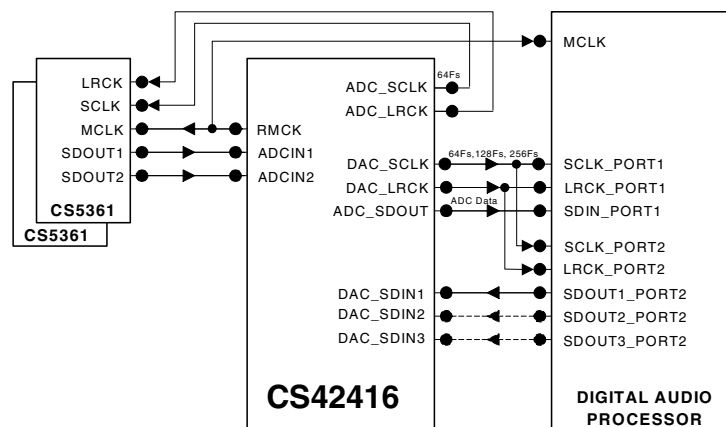 LRCK
SCLK
MCLK
SDOUT1
SDOUT2
CS5361
CS5361
RMCK
ADCIN1
ADCIN2
ADC_SCLK
ADC_LRCK
DAC_SCLK
DAC_LRCK
ADC_SDOUT
DAC_SDIN1
DAC_SDIN2
DAC_SDIN3
CS42416
64Fs
64Fs,128Fs, 256Fs
ADC Data
MCLK
SCLK_PORT1
LRCK_PORT1
SDIN_PORT1
SCLK_PORT2
LRCK_PORT2
SDOUT1_PORT2
SDOUT2_PORT2
SDOUT3_PORT2
DIGITAL AUDIO
PROCESSOR